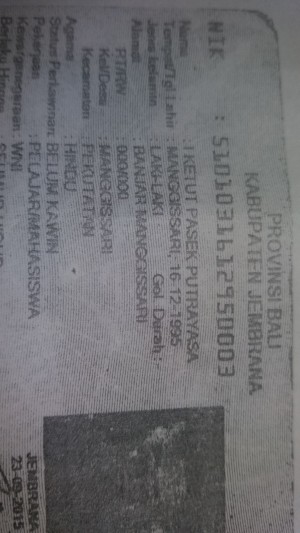 PROVINSI BALI
KABUPATEN JEMBRANA
NIK : 5101031612950003
Nama : I KETUT PASEK PUTRAYASA
Tempat/Tgl Lahir : MANGGISSARI, 16-12-1995
Jenis kelamin : LAKI-LAKI Gol. Darah : -
Alamat : BANJAR MANGGISSARI
RT/RW : 000/000
Kel/Desa : MANGGISSARI
Kecamatan : PEKUTATAN
Agama : HINDU
Status Perkawinan: BELUM KAWIN
Pekerjaan : PELAJAR/MAHASISWA
Kewarganegaraan: WNI
Berlaku Hingga
JEMBRANA
23-09-2015